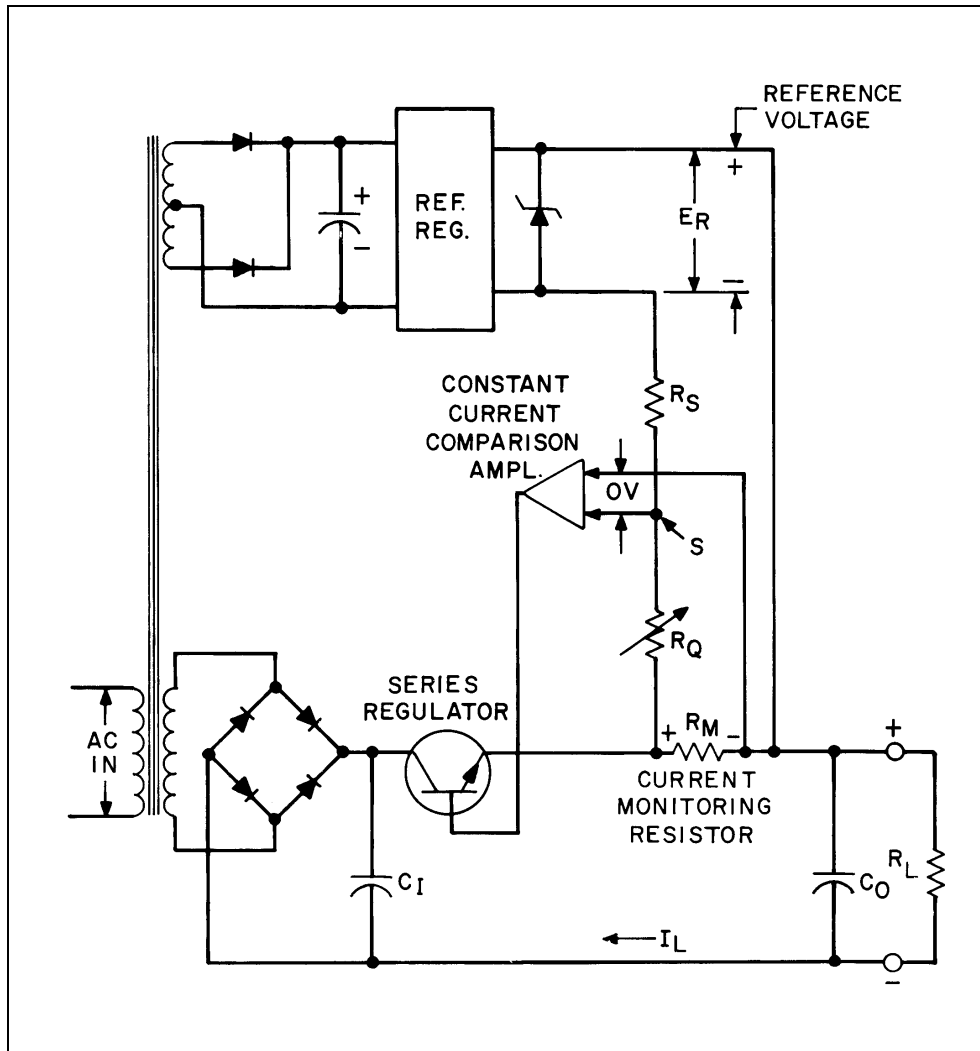 REFERENCE
VOLTAGE
+
+
REF.
REG.
E_R
-
-
R_S
CONSTANT
CURRENT
COMPARISON
AMPL.
OV
S
R_Q
SERIES
REGULATOR
AC
IN
+ R_M -
+
CURRENT
MONITORING
RESISTOR
C_I
C_O
R_L
I_L
-